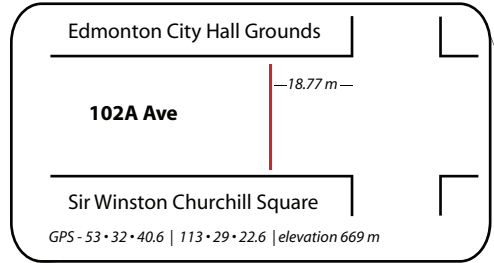 Edmonton City Hall Grounds
—18.77 m—
102A Ave
Sir Winston Churchill Square
GPS - 53 • 32 • 40.6 | 113 • 29 • 22.6 | elevation 669 m